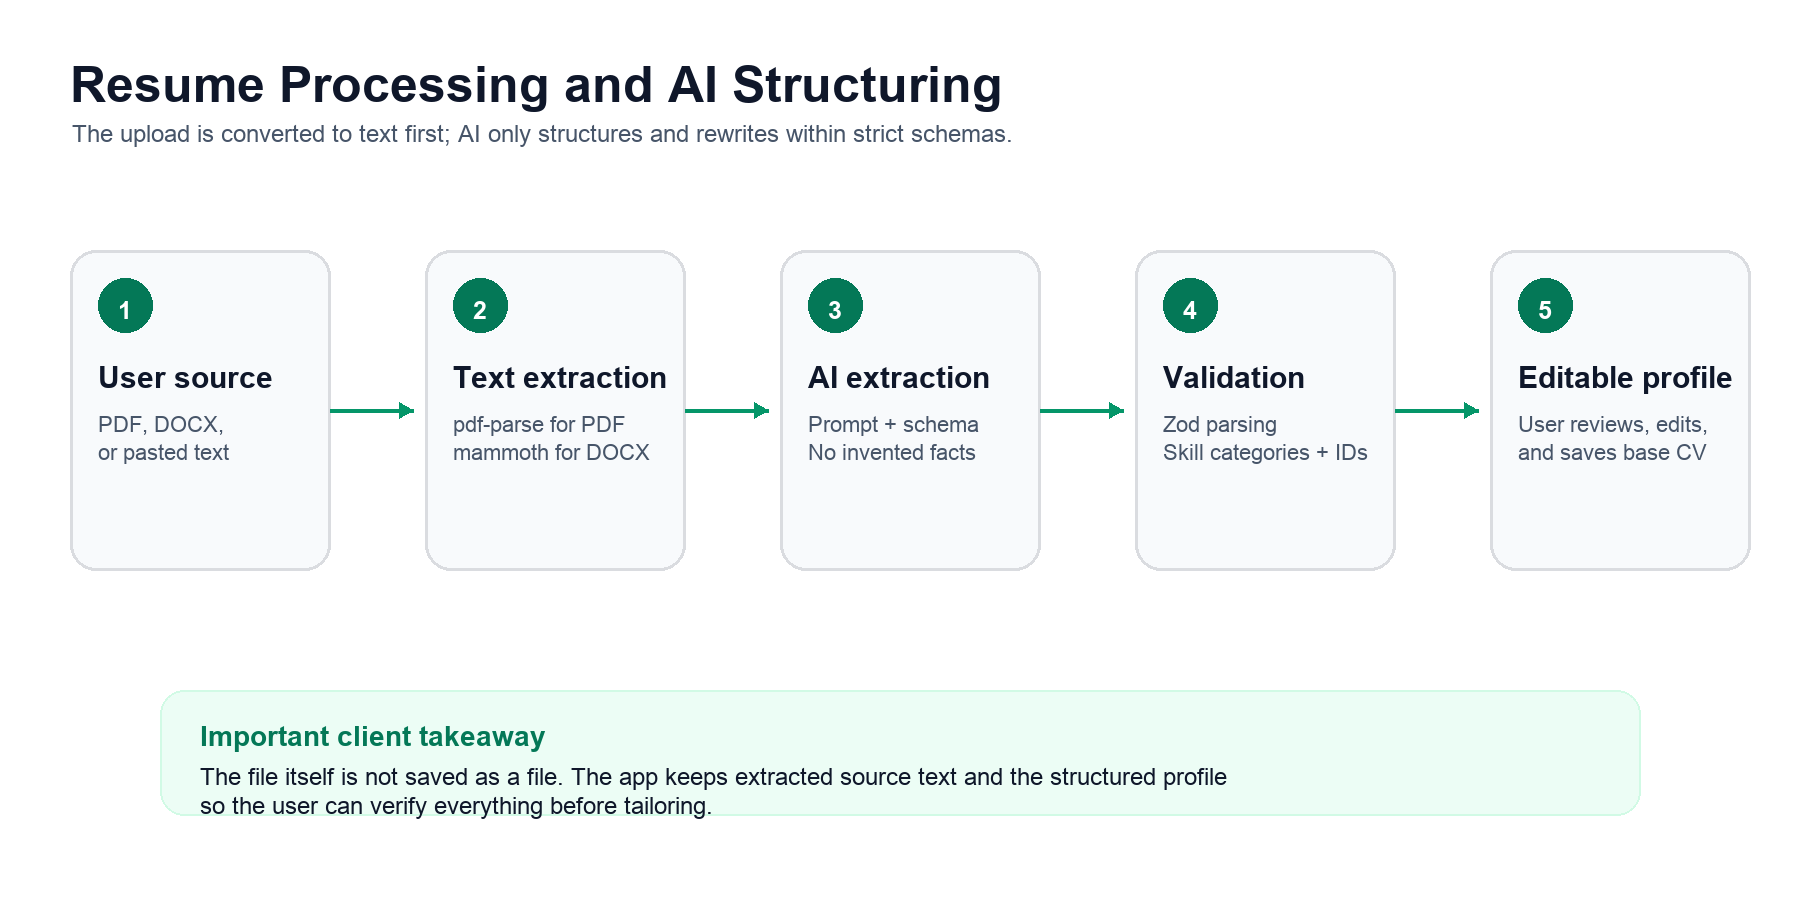 Resume Processing and AI Structuring
The upload is converted to text first; AI only structures and rewrites within strict schemas.
1
User source
PDF, DOCX,
or pasted text
2
Text extraction
pdf-parse for PDF
mammoth for DOCX
3
AI extraction
Prompt + schema
No invented facts
4
Validation
Zod parsing
Skill categories + IDs
5
Editable profile
User reviews, edits,
and saves base CV
Important client takeaway
The file itself is not saved as a file. The app keeps extracted source text and the structured profile
so the user can verify everything before tailoring.